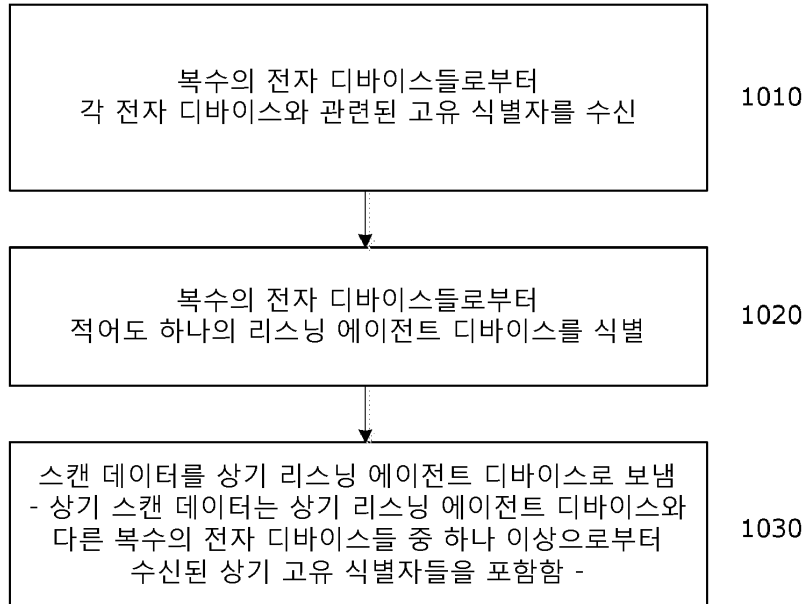 복수의 전자 디바이스들로부터
각 전자 디바이스와 관련된 고유 식별자를 수신
1010
복수의 전자 디바이스들로부터
적어도 하나의 리스닝 에이전트 디바이스를 식별
1020
스캔 데이터를 상기 리스닝 에이전트 디바이스로 보냄
- 상기 스캔 데이터는 상기 리스닝 에이전트 디바이스와
다른 복수의 전자 디바이스들 중 하나 이상으로부터
수신된 상기 고유 식별자들을 포함함 -
1030